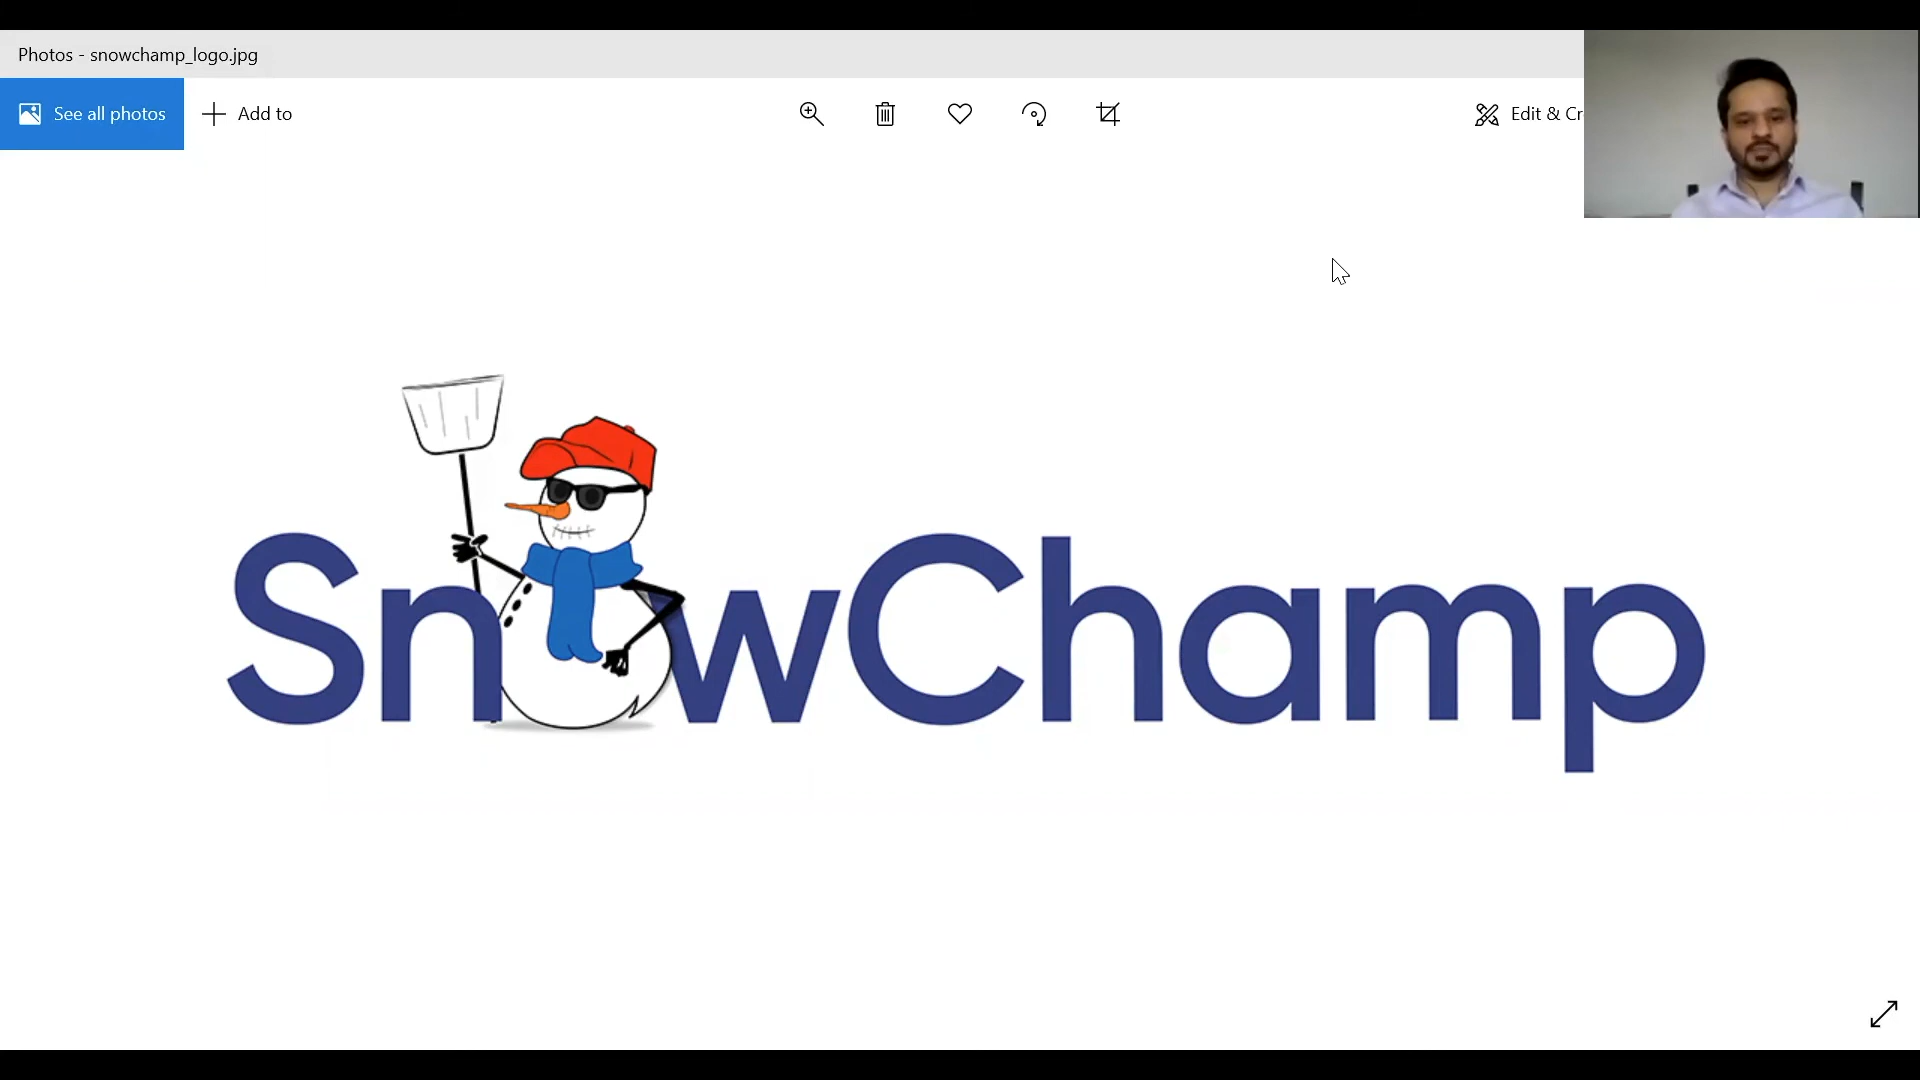 Photos - snowchamp_logo.jpg
See all photos
Add to
Edit & Cr
SnowChamp